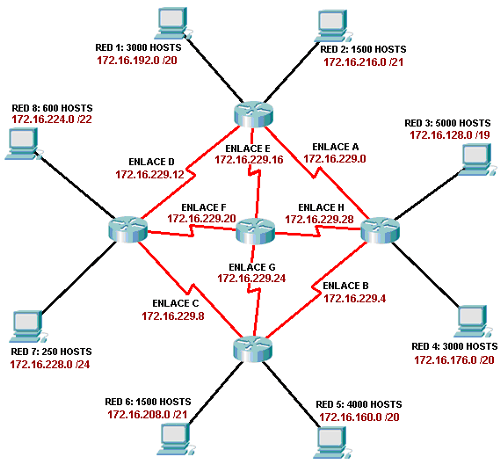 RED 1: 3000 HOSTS
172.16.192.0 /20
RED 2: 1500 HOSTS
172.16.216.0 /21
RED 8: 600 HOSTS
172.16.224.0 /22
RED 3: 5000 HOSTS
172.16.128.0 /19
ENLACE D
172.16.229.12
ENLACE E
172.16.229.16
ENLACE A
172.16.229.0
ENLACE F
172.16.229.20
ENLACE H
172.16.229.28
ENLACE G
172.16.229.24
ENLACE C
172.16.229.8
ENLACE B
172.16.229.4
RED 7: 250 HOSTS
172.16.228.0 /24
RED 4: 3000 HOSTS
172.16.176.0 /20
RED 6: 1500 HOSTS
172.16.208.0 /21
RED 5: 4000 HOSTS
172.16.160.0 /20